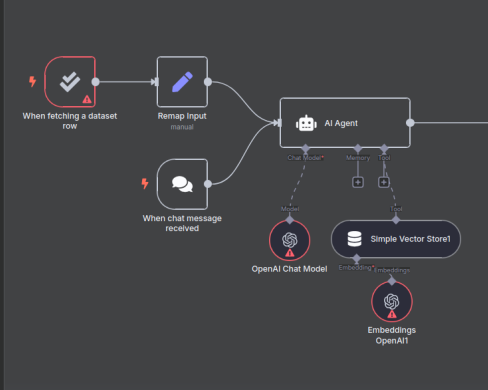 When fetching a dataset
row
Remap Input
manual
AI Agent
Chat Model*
Memory
Tool
When chat message
received
Model
Tool
OpenAI Chat Model
Simple Vector Store1
Embedding*
Embeddings
Embeddings
OpenAI1